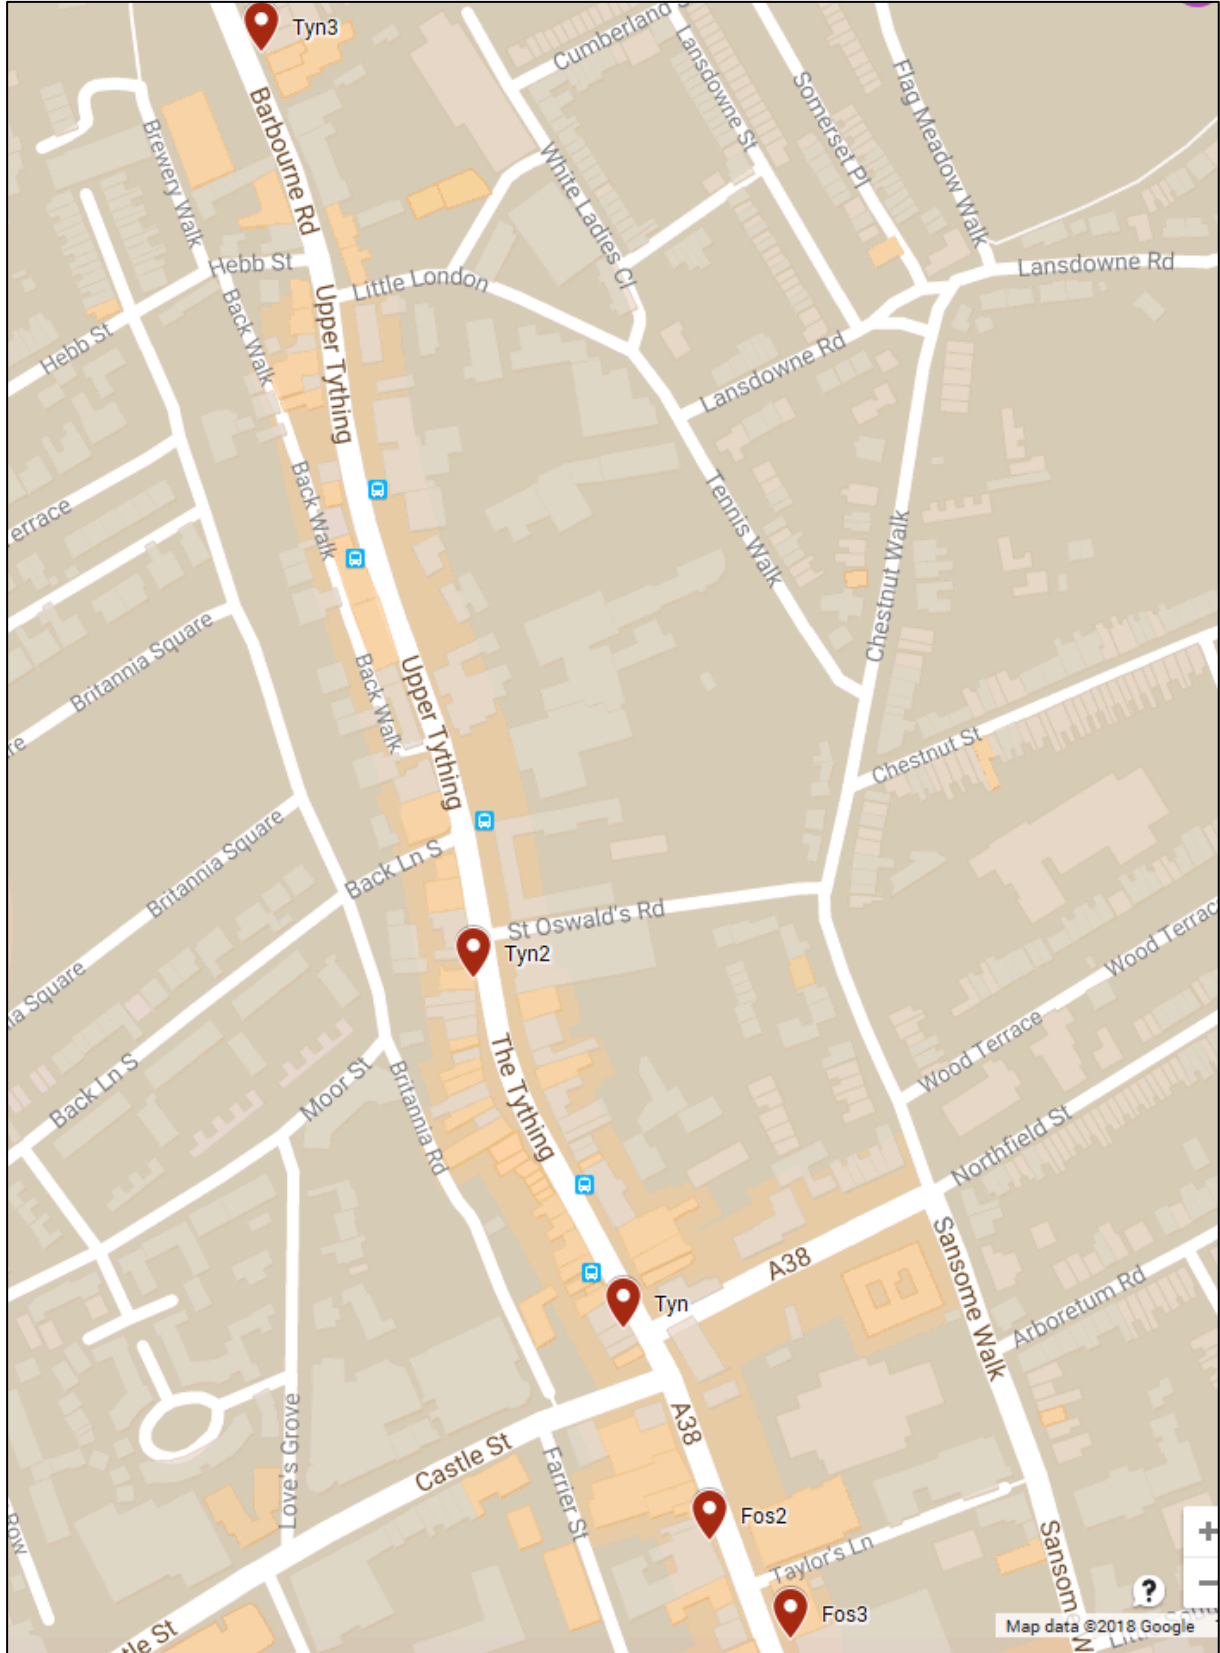 Tyn3
Cumberland
Lansdowne St
Somerset Pl
Flag Meadow Walk
Barbourne Rd
Brewery Walk
White Ladies Cl
Hebb St
Little London
Lansdowne Rd
Upper Tything
Back Walk
Hebb St
Lansdowne Rd
Back Walk
Tennis Walk
errace
Chestnut Walk
Britannia Square
Upper Tything
Back Walk
re
Chestnut St
Britannia Square
Back Ln S
St Oswald's Rd
Tyn2
Wood Terrac
ia Square
Wood Terrace
The Tything
Back Ln S
Moor St
Britannia Rd
Northfield St
A38
Sansome Walk
Arboretum Rd
Tyn
A38
Castle St
Love's Grove
Farrier St
Fos2
Row
Taylor's Ln
Sansome W
Fos3
?
+
−
Map data ©2018 Google
tle St